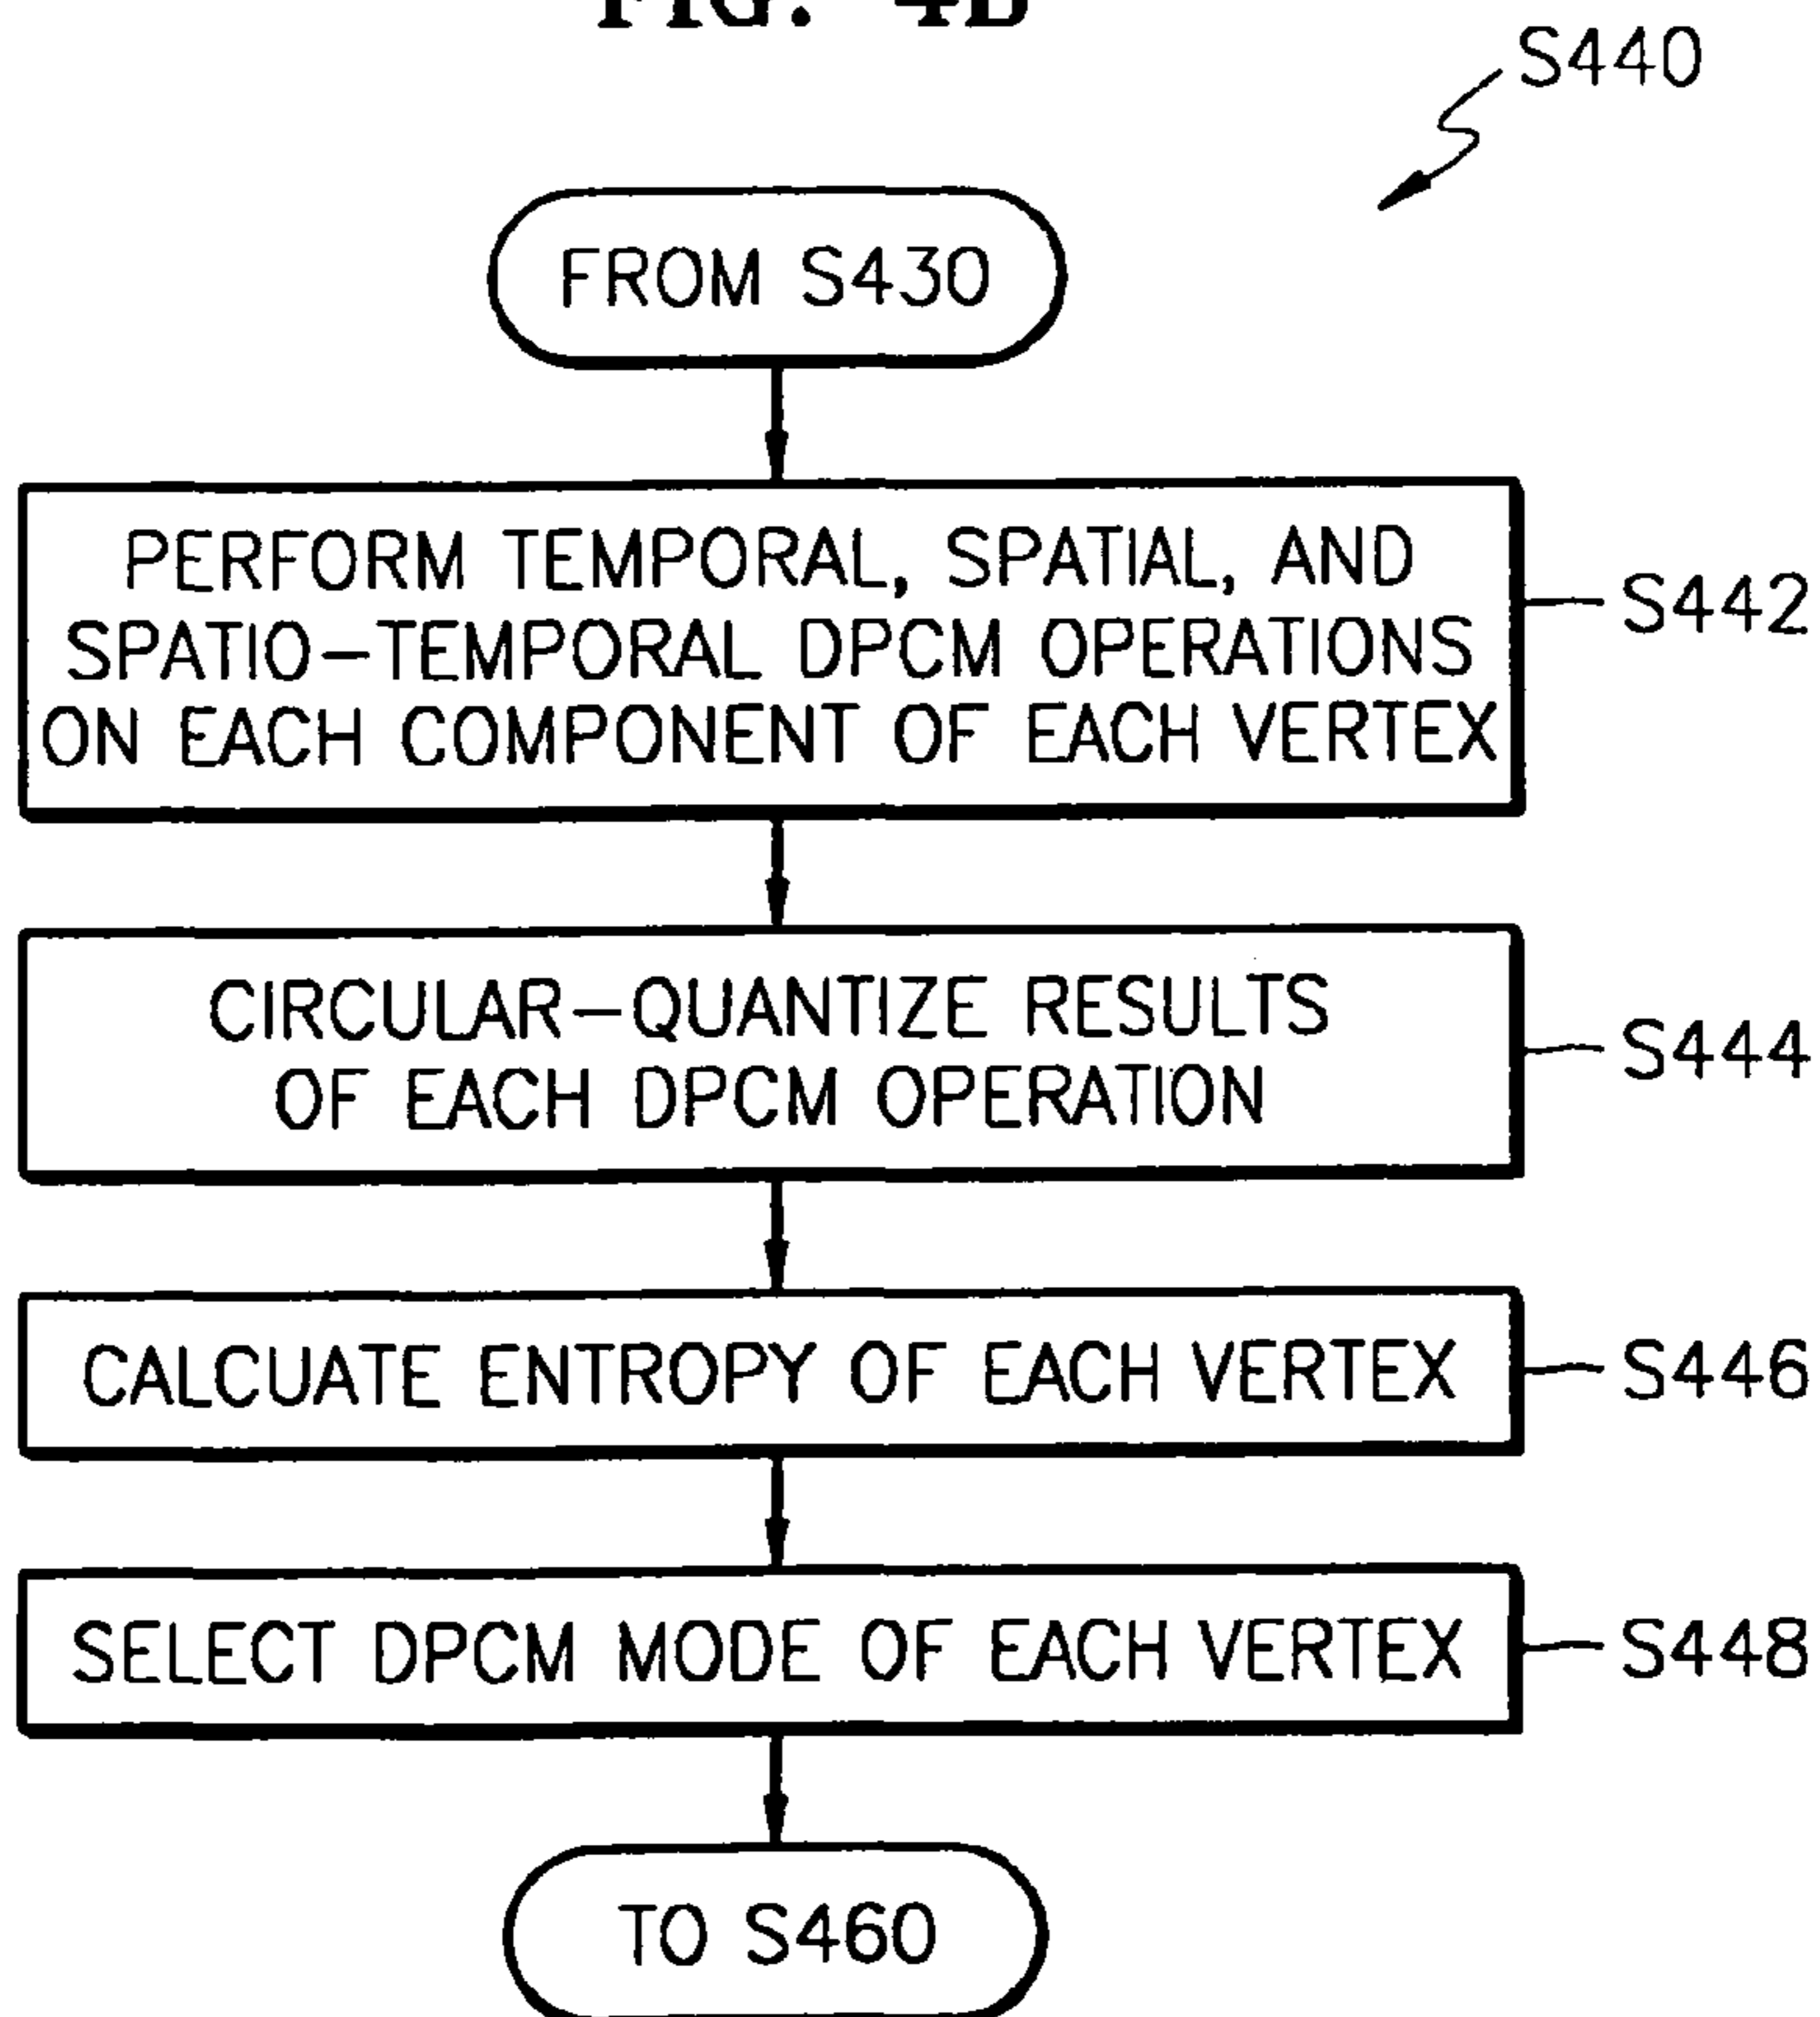 FIG. 4B
S440
FROM S430
PERFORM TEMPORAL, SPATIAL, AND
SPATIO-TEMPORAL DPCM OPERATIONS
ON EACH COMPONENT OF EACH VERTEX
S442
CIRCULAR-QUANTIZE RESULTS
OF EACH DPCM OPERATION
S444
CALCUATE ENTROPY OF EACH VERTEX
S446
SELECT DPCM MODE OF EACH VERTEX
S448
TO S460